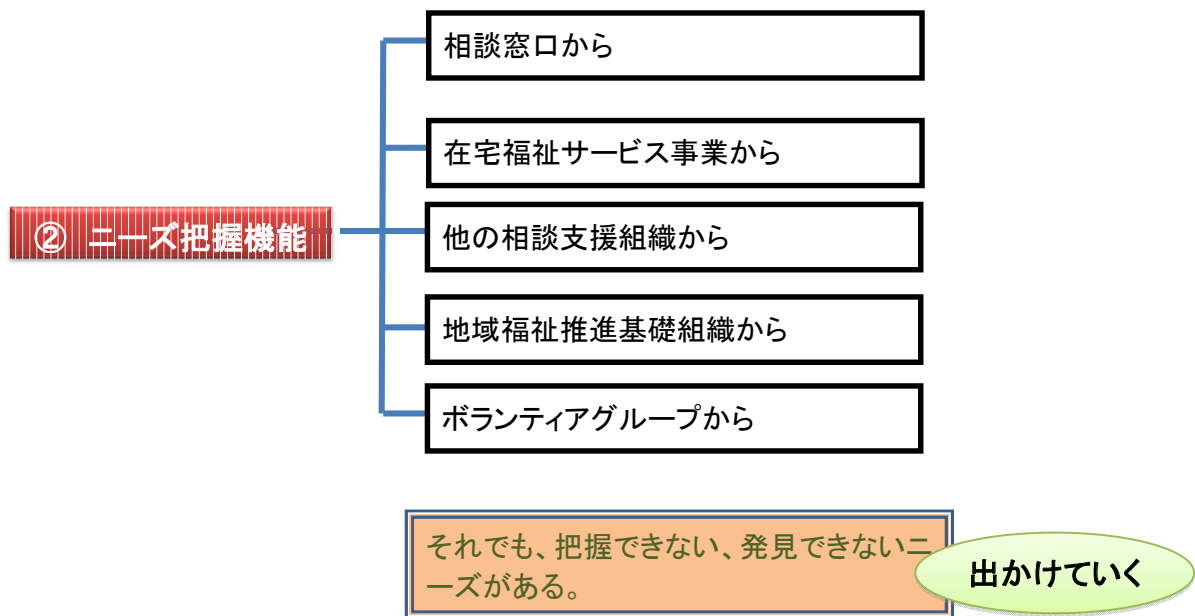 相談窓口から
在宅福祉サービス事業から
② ニーズ把握機能
他の相談支援組織から
地域福祉推進基礎組織から
ボランティアグループから
それでも、把握できない、発見できないニ
ーズがある。
出かけていく